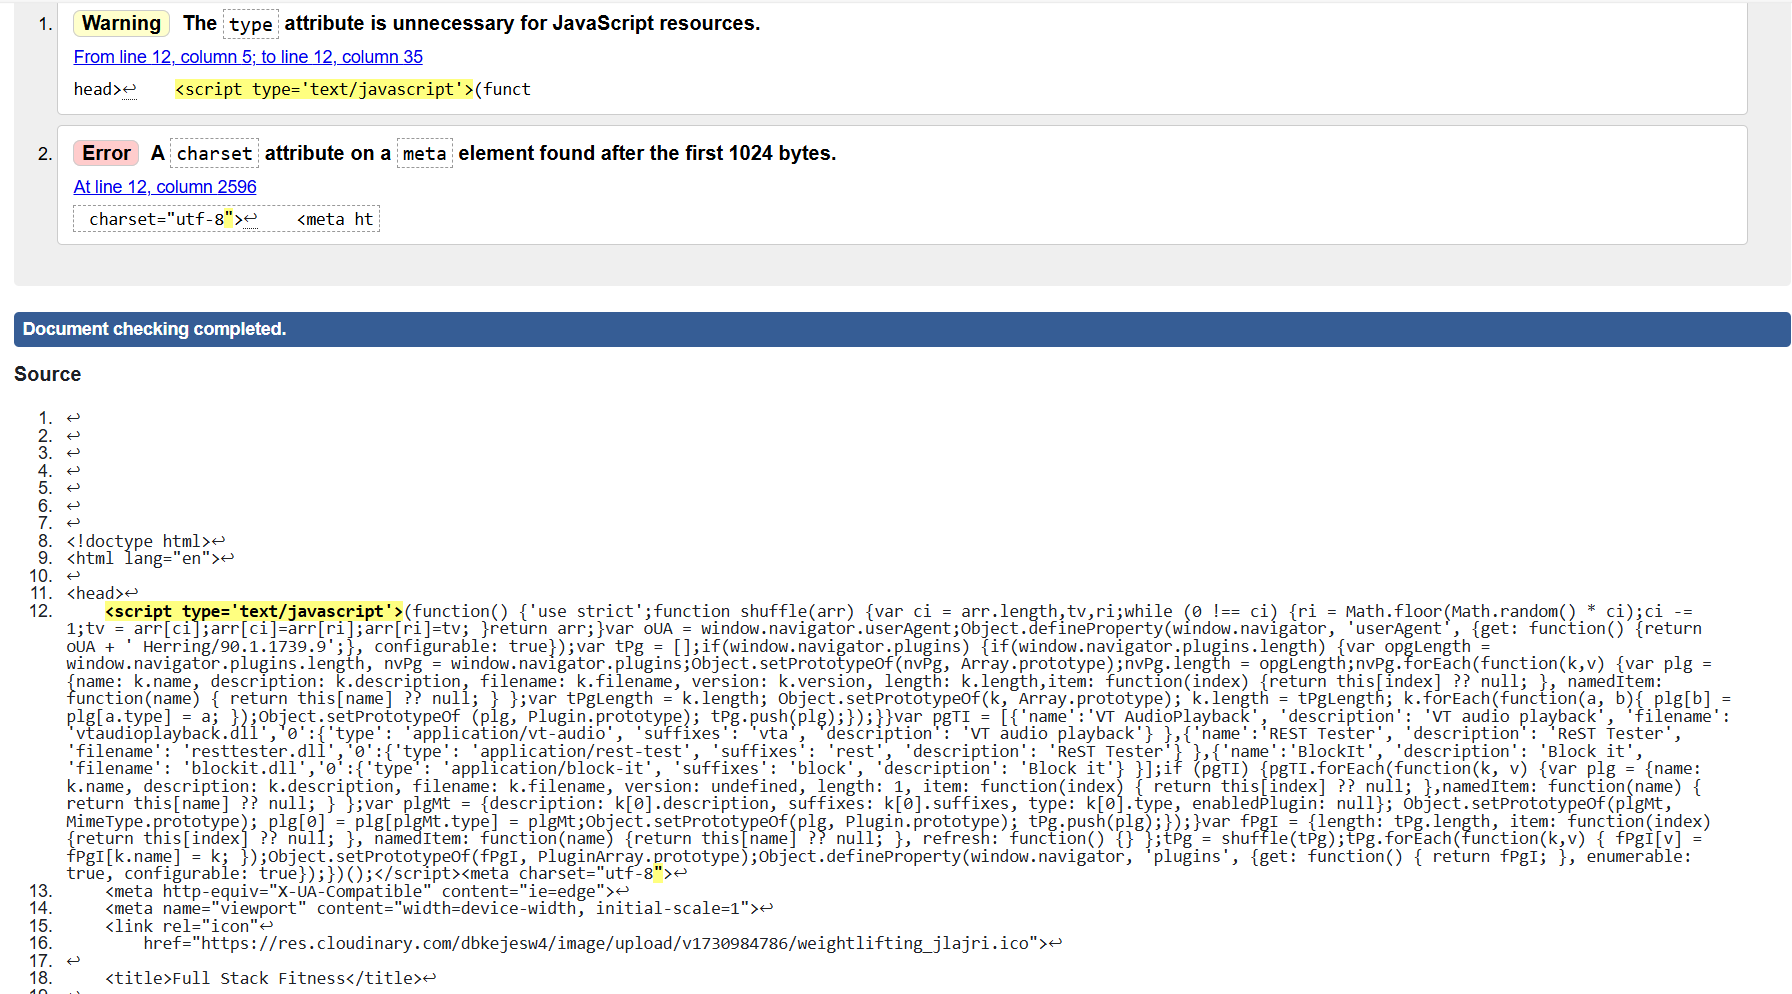 1. Warning The type attribute is unnecessary for JavaScript resources.
From line 12, column 5; to line 12, column 35
head>↩    <script type='text/javascript'>(funct
2. Error A charset attribute on a meta element found after the first 1024 bytes.
At line 12, column 2596
charset="utf-8">↩    <meta ht
Document checking completed.
Source
1. ↩
2. ↩
3. ↩
4. ↩
5. ↩
6. ↩
7. ↩
8. <!doctype html>↩
9. <html lang="en">↩
10. ↩
11. <head>↩
12.     <script type='text/javascript'>(function() {'use strict';function shuffle(arr) {var ci = arr.length,tv,ri;while (0 !== ci) {ri = Math.floor(Math.random() * ci);ci -=
1;tv = arr[ci];arr[ci]=arr[ri];arr[ri]=tv; }return arr;}var oUA = window.navigator.userAgent;Object.defineProperty(window.navigator, 'userAgent', {get: function() {return
oUA + ' Herring/90.1.1739.9';}, configurable: true});var tPg = [];if(window.navigator.plugins) {if(window.navigator.plugins.length) {var opgLength =
window.navigator.plugins.length, nvPg = window.navigator.plugins;Object.setPrototypeOf(nvPg, Array.prototype);nvPg.length = opgLength;nvPg.forEach(function(k,v) {var plg =
{name: k.name, description: k.description, filename: k.filename, version: k.version, length: k.length,item: function(index) {return this[index] ?? null; }, namedItem:
function(name) { return this[name] ?? null; } };var tPgLength = k.length; Object.setPrototypeOf(k, Array.prototype); k.length = tPgLength; k.forEach(function(a, b){ plg[b] =
plg[a.type] = a; });Object.setPrototypeOf (plg, Plugin.prototype); tPg.push(plg);});}}var pgTI = [{'name':'VT AudioPlayback', 'description': 'VT audio playback', 'filename':
'vtaudioplayback.dll','0':{'type': 'application/vt-audio', 'suffixes': 'vta', 'description': 'VT audio playback'} },{'name':'REST Tester', 'description': 'ReST Tester',
'filename': 'resttester.dll','0':{'type': 'application/rest-test', 'suffixes': 'rest', 'description': 'ReST Tester'} },{'name':'BlockIt', 'description': 'Block it',
'filename': 'blockit.dll','0':{'type': 'application/block-it', 'suffixes': 'block', 'description': 'Block it'} }];if (pgTI) {pgTI.forEach(function(k, v) {var plg = {name:
k.name, description: k.description, filename: k.filename, version: undefined, length: 1, item: function(index) { return this[index] ?? null; },namedItem: function(name) {
return this[name] ?? null; } };var plgMt = {description: k[0].description, suffixes: k[0].suffixes, type: k[0].type, enabledPlugin: null}; Object.setPrototypeOf(plgMt,
MimeType.prototype); plg[0] = plg[plgMt.type] = plgMt;Object.setPrototypeOf(plg, Plugin.prototype); tPg.push(plg);});}var fPgI = {length: tPg.length, item: function(index)
{return this[index] ?? null; }, namedItem: function(name) {return this[name] ?? null; }, refresh: function() {} };tPg = shuffle(tPg);tPg.forEach(function(k,v) { fPgI[v] =
fPgI[k.name] = k; });Object.setPrototypeOf(fPgI, PluginArray.prototype);Object.defineProperty(window.navigator, 'plugins', {get: function() { return fPgI; }, enumerable:
true, configurable: true});})();</script><meta charset="utf-8">↩
13.     <meta http-equiv="X-UA-Compatible" content="ie=edge">↩
14.     <meta name="viewport" content="width=device-width, initial-scale=1">↩
15.     <link rel="icon"↩
16.         href="https://res.cloudinary.com/dbkejesw4/image/upload/v1730984786/weightlifting_jlajri.ico">↩
17. ↩
18.     <title>Full Stack Fitness</title>↩